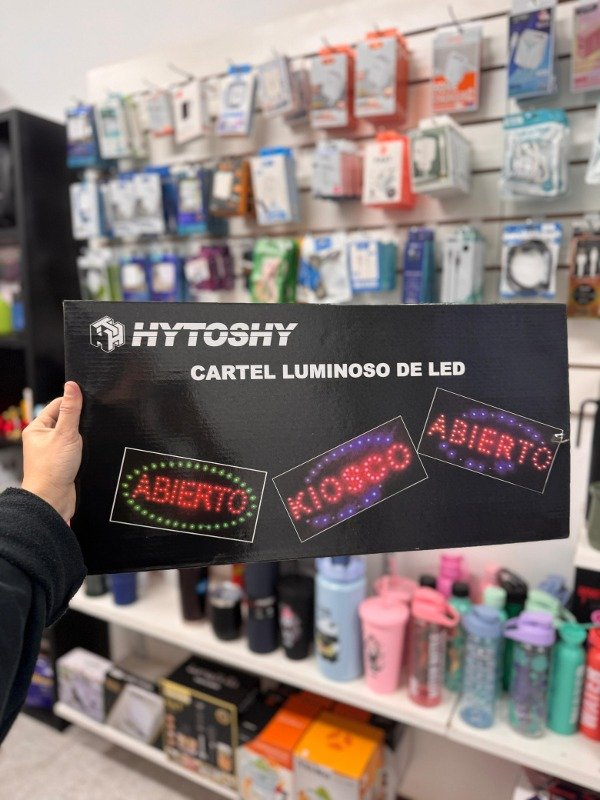 HYTOSHY
CARTEL LUMINOSO DE LED
ABIERTO
KIOSCO
ABIERTO